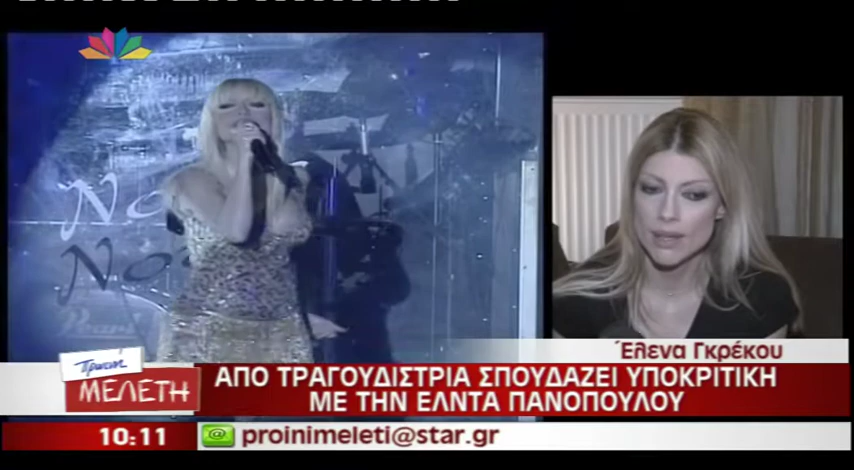 Έλενα Γκρέκου
Πρωινή
ΜΕΛΕΤΗ
ΑΠΟ ΤΡΑΓΟΥΔΙΣΤΡΙΑ ΣΠΟΥΔΑΖΕΙ ΥΠΟΚΡΙΤΙΚΗ
ΜΕ ΤΗΝ ΕΛΝΤΑ ΠΑΝΟΠΟΥΛΟΥ
10:11 @ proinimeleti@star.gr